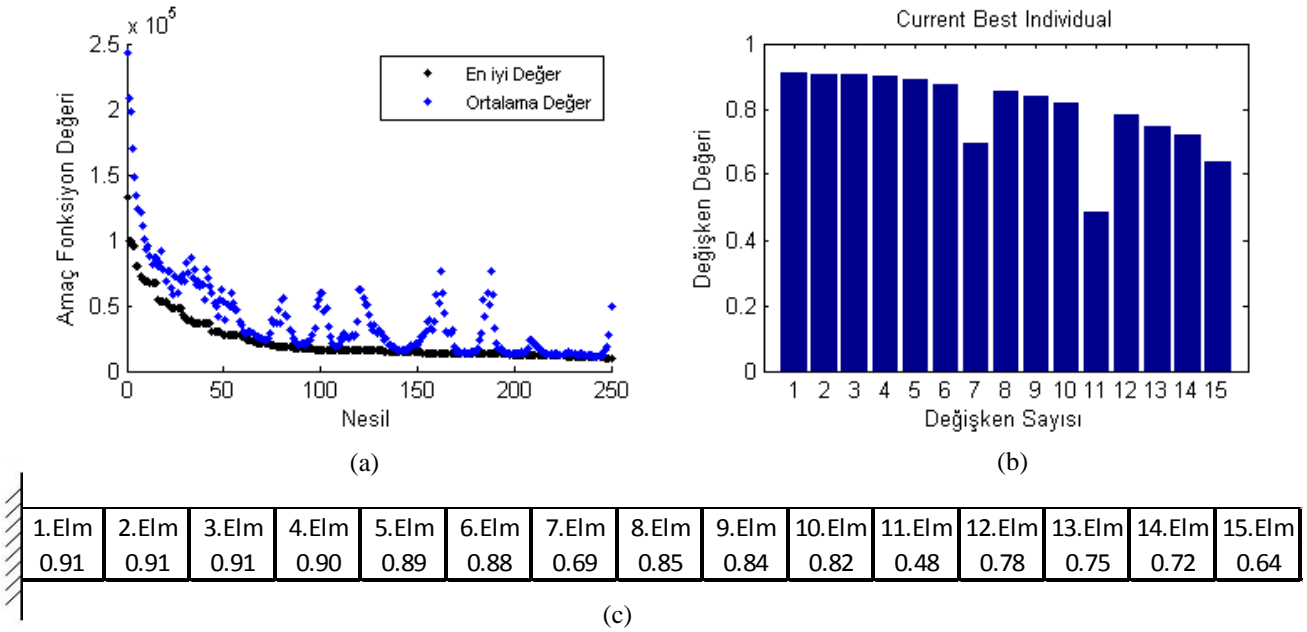 x 10^5
2.5
2
1.5
1
0.5
0
Amaç Fonksiyon Değeri
En iyi Değer
Ortalama Değer
0 50 100 150 200 250
Nesil
(a)
Current Best Individual
1
0.8
0.6
0.4
0.2
0
Değişken Değeri
1 2 3 4 5 6 7 8 9 10 11 12 13 14 15
Değişken Sayısı
(b)
1.Elm 2.Elm 3.Elm 4.Elm 5.Elm 6.Elm 7.Elm 8.Elm 9.Elm 10.Elm 11.Elm 12.Elm 13.Elm 14.Elm 15.Elm
0.91 0.91 0.91 0.90 0.89 0.88 0.69 0.85 0.84 0.82 0.48 0.78 0.75 0.72 0.64
(c)